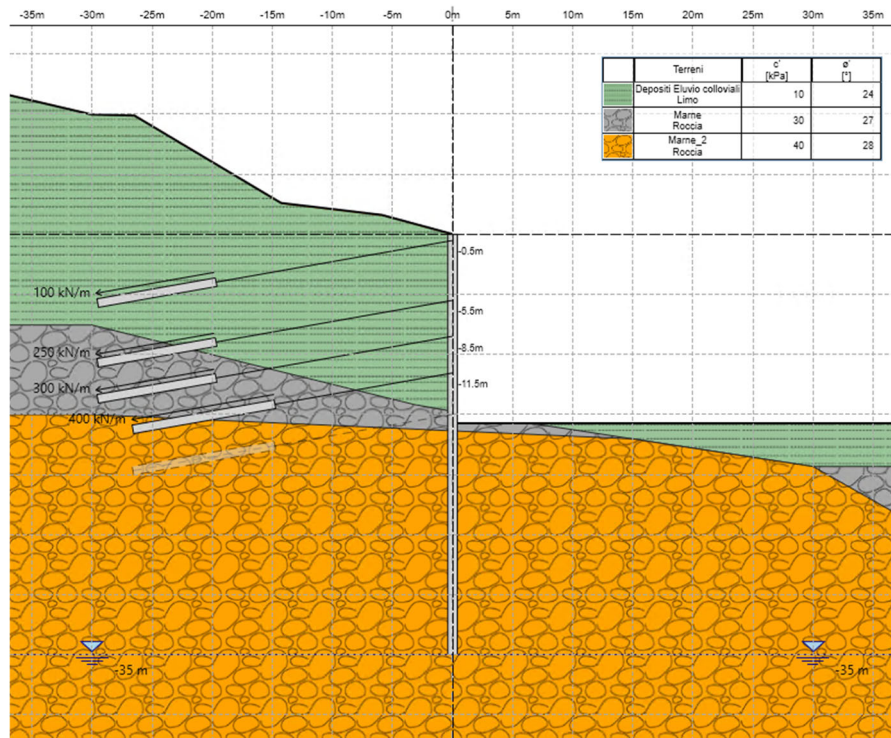 -35m -30m -25m -20m -15m -10m -5m 0m 5m 10m 15m 20m 25m 30m 35m
Terreni c' ø'
[kPa] [°]
Depositi Eluvio colloviali
Limo 10 24
Marne
Roccia 30 27
Marne_2
Roccia 40 28
-0.5m
100 kN/m
-5.5m
250 kN/m
-8.5m
300 kN/m
-11.5m
400 kN/m
-35 m
-35 m